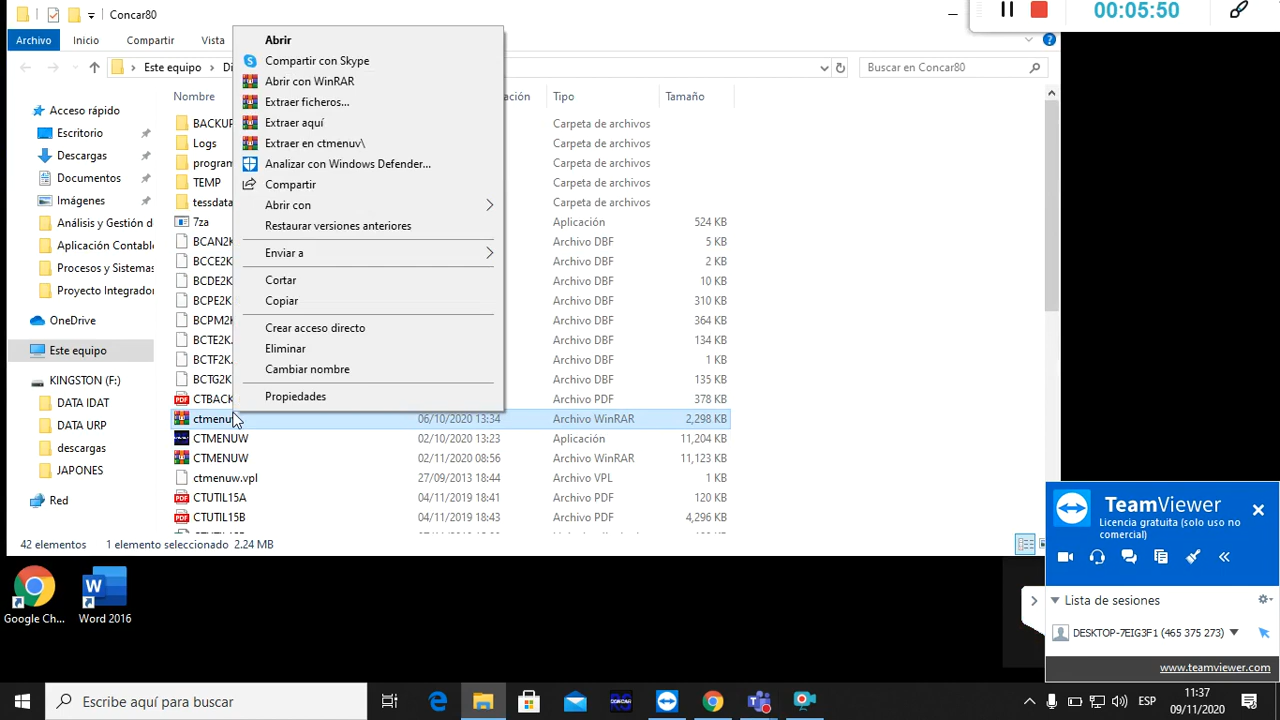 Concar80
00:05:50
Archivo Inicio Compartir Vista
Este equipo
Buscar en Concar80
Nombre Tipo Tamaño
Abrir
Compartir con Skype
Abrir con WinRAR
Extraer ficheros...
Extraer aquí
Extraer en ctmenuv\
Analizar con Windows Defender...
Compartir
Abrir con
Restaurar versiones anteriores
Enviar a
Cortar
Copiar
Crear acceso directo
Eliminar
Cambiar nombre
Propiedades
Acceso rápido
Escritorio
Descargas
Documentos
Imágenes
Análisis y Gestión d
Aplicación Contabl
Procesos y Sistemas
Proyecto Integrador
OneDrive
Este equipo
KINGSTON (F:)
DATA IDAT
DATA URP
descargas
JAPONES
Red
BACKUP Carpeta de archivos
Logs Carpeta de archivos
program Carpeta de archivos
TEMP Carpeta de archivos
tessdata Carpeta de archivos
7za Aplicación 524 KB
BCAN2K Archivo DBF 5 KB
BCCE2K Archivo DBF 2 KB
BCDE2K Archivo DBF 10 KB
BCPE2K Archivo DBF 310 KB
BCPM2K Archivo DBF 364 KB
BCTE2K. Archivo DBF 134 KB
BCTF2K. Archivo DBF 1 KB
BCTG2K Archivo DBF 135 KB
CTBACK Archivo PDF 378 KB
ctmenuv 06/10/2020 13:34 Archivo WinRAR 2,298 KB
CTMENUW 02/10/2020 13:23 Aplicación 11,204 KB
CTMENUW 02/11/2020 08:56 Archivo WinRAR 11,123 KB
ctmenuw.vpl 27/09/2013 18:44 Archivo VPL 1 KB
CTUTIL15A 04/11/2019 18:41 Archivo PDF 120 KB
CTUTIL15B 04/11/2019 18:43 Archivo PDF 4,296 KB
42 elementos 1 elemento seleccionado 2.24 MB
Google Ch...
Word 2016
TeamViewer
Licencia gratuita (solo uso no
comercial)
Lista de sesiones
DESKTOP-7EIG3F1 (465 375 273)
www.teamviewer.com
Escribe aquí para buscar
ESP
11:37
09/11/2020